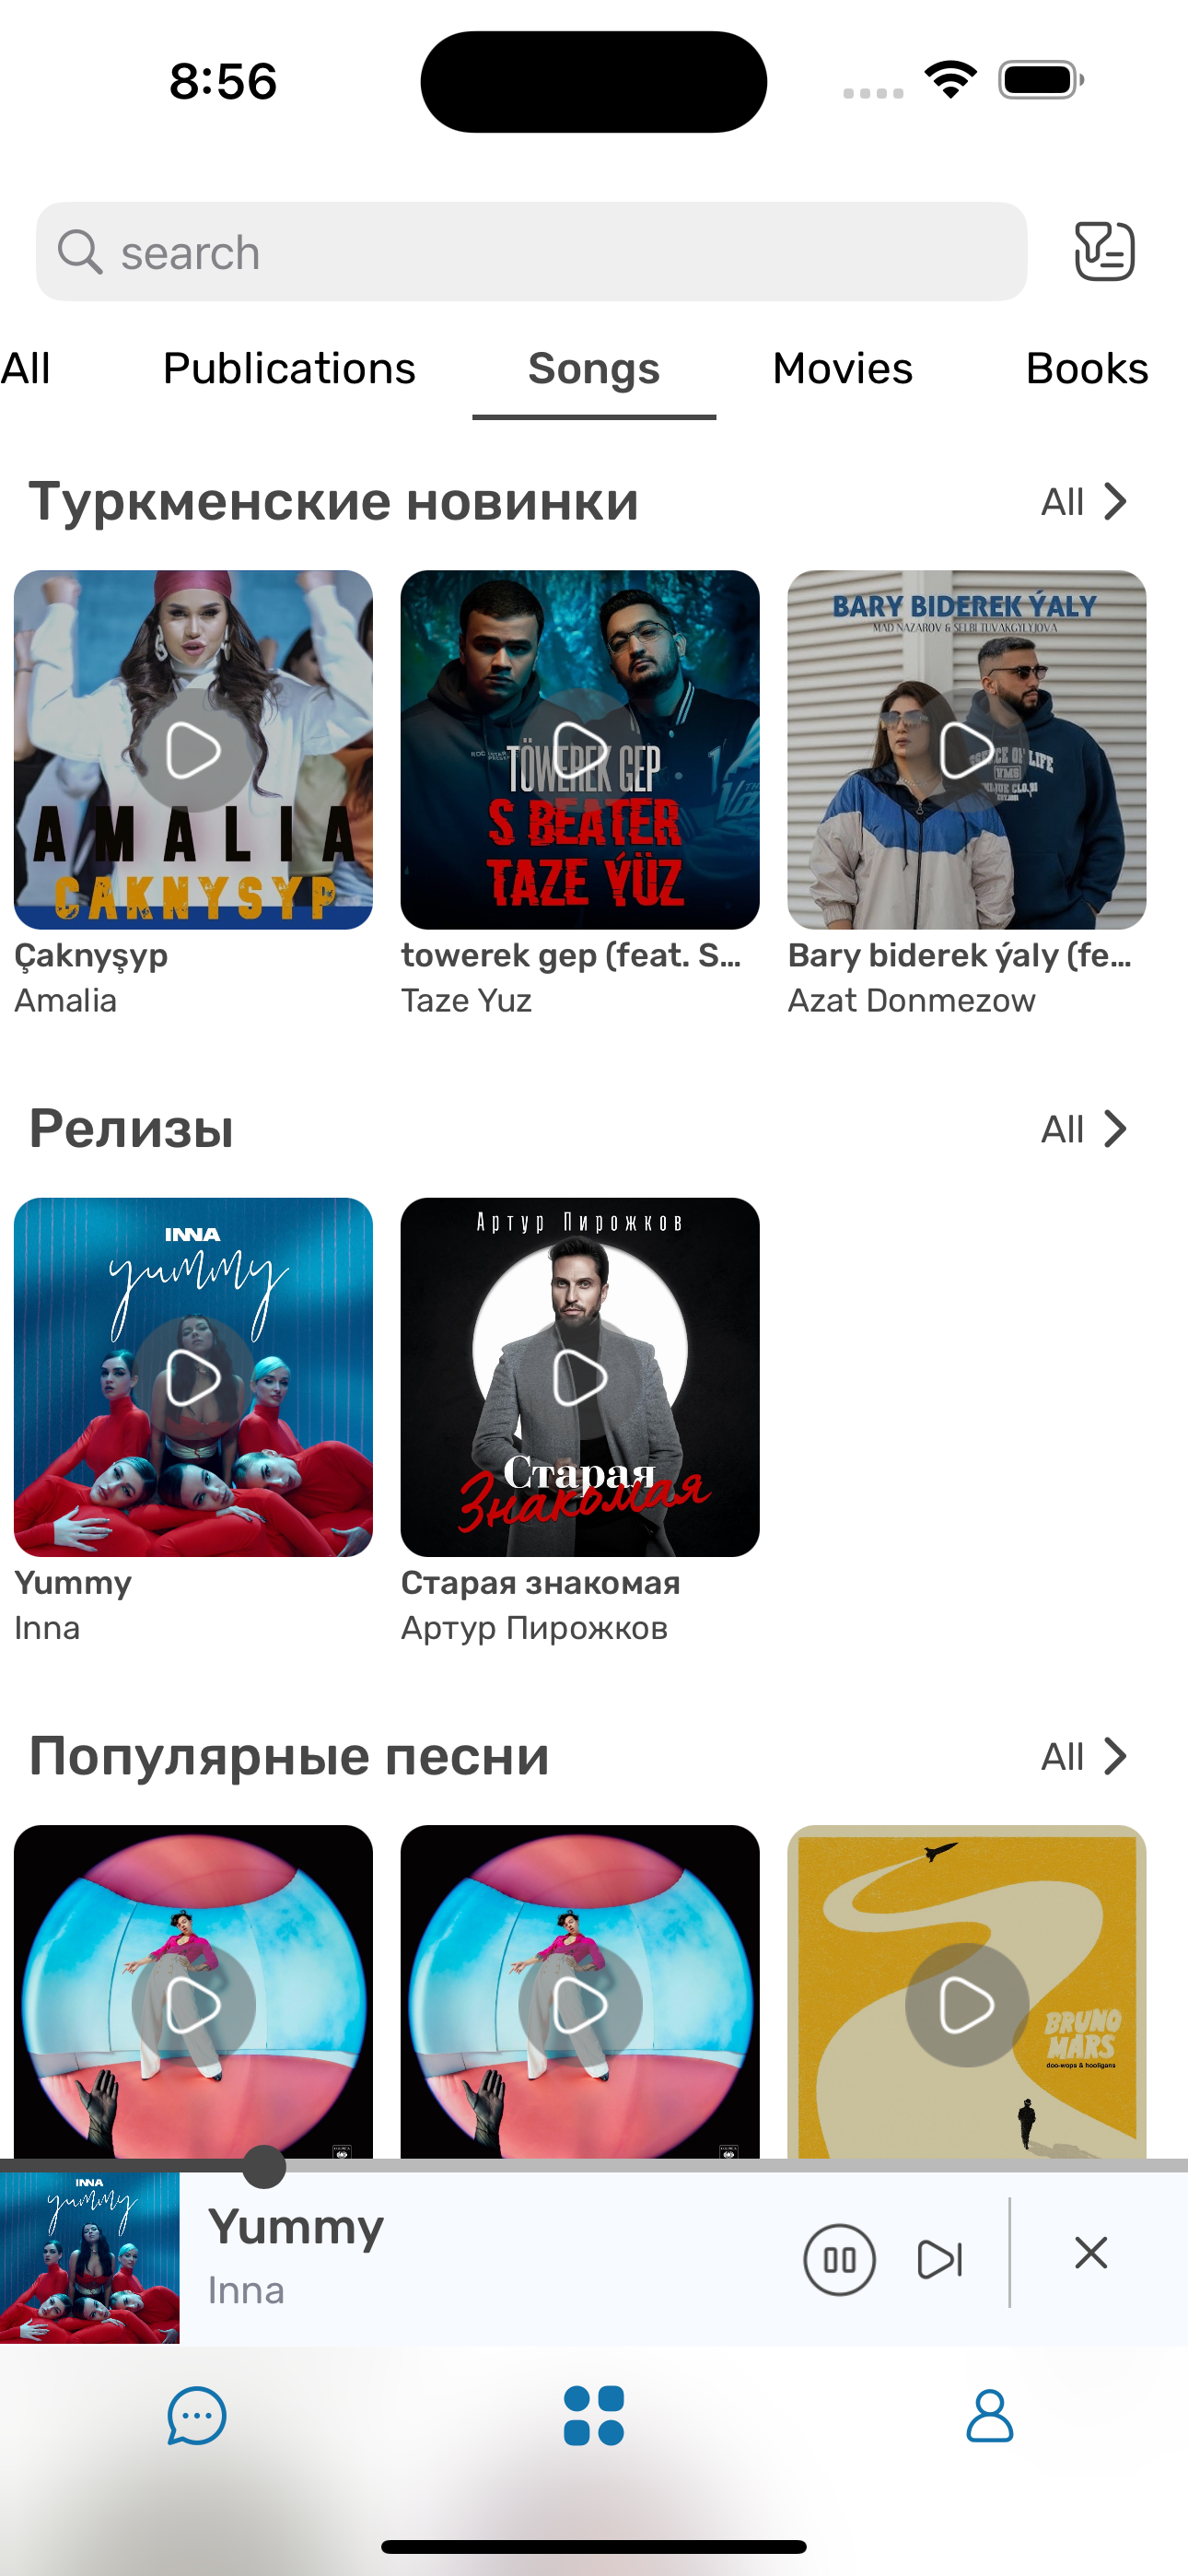 8:56
search
All
Publications
Songs
Movies
Books
Туркменские новинки
All
AMALIA
ÇAKNYSYP
TÖWEREK GEP
S BEATER
TAZE ÝÜZ
BARY BIDEREK ÝALY
MAD NAZAROV & SELBI TUVAKGYLYJOVA
LIFE
VMS
Çaknyşyp
Amalia
towerek gep (feat. S...
Taze Yuz
Bary biderek ýaly (fe...
Azat Donmezow
Релизы
All
INNA
yummy
Артур Пирожков
Старая
Знакомая
Yummy
Inna
Старая знакомая
Артур Пирожков
Популярные песни
All
BRUNO
MARS
doo-wops & hooligans
INNA
yummy
Yummy
Inna